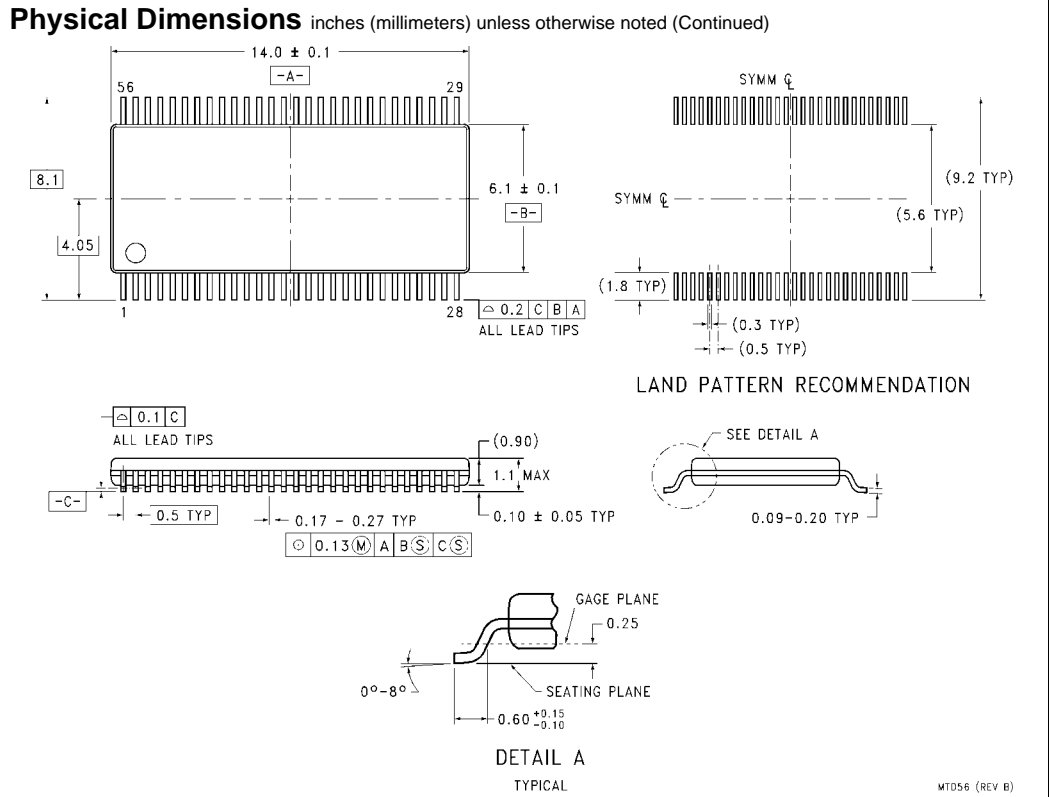 Physical Dimensions inches (millimeters) unless otherwise noted (Continued)
14.0 ± 0.1
-A-
56
29
8.1
4.05
6.1 ± 0.1
-B-
1
28
⌓ 0.2 C B A
ALL LEAD TIPS
SYMM ℄
SYMM ℄
(9.2 TYP)
(5.6 TYP)
(1.8 TYP)
(0.3 TYP)
(0.5 TYP)
LAND PATTERN RECOMMENDATION
⌓ 0.1 C
ALL LEAD TIPS
(0.90)
1.1 MAX
-C-
0.5 TYP
0.17 - 0.27 TYP
0.10 ± 0.05 TYP
⊙ 0.13 Ⓜ A B Ⓢ C Ⓢ
SEE DETAIL A
0.09-0.20 TYP
GAGE PLANE
0.25
0°-8°
SEATING PLANE
0.60 +0.15 -0.10
DETAIL A
TYPICAL
MTD56 (REV B)